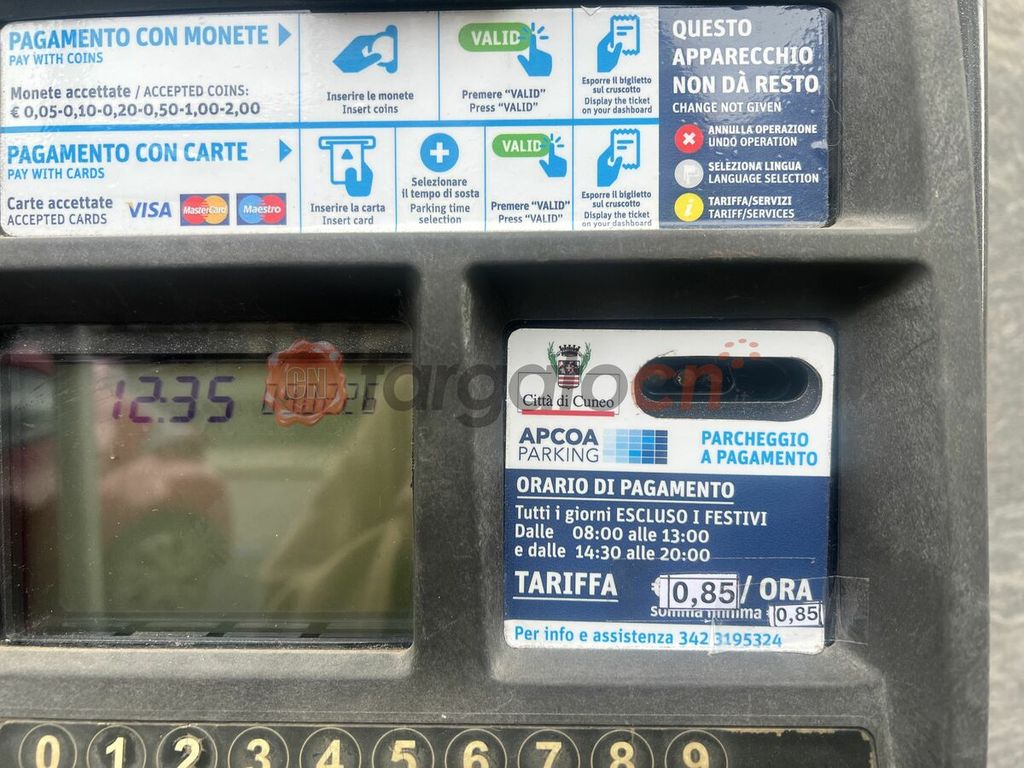 PAGAMENTO CON MONETE
PAY WITH COINS
Monete accettate / ACCEPTED COINS:
€ 0,05-0,10-0,20-0,50-1,00-2,00
Inserire le monete
Insert coins
VALID
Premere "VALID"
Press "VALID"
Esporre il biglietto
sul cruscotto
Display the ticket
on your dashboard
QUESTO
APPARECCHIO
NON DÀ RESTO
CHANGE NOT GIVEN
ANNULLA OPERAZIONE
UNDO OPERATION
SELEZIONA LINGUA
LANGUAGE SELECTION
i
TARIFFA/SERVIZI
TARIFF/SERVICES
PAGAMENTO CON CARTE
PAY WITH CARDS
Carte accettate
ACCEPTED CARDS
VISA
MasterCard
Maestro
Inserire la carta
Insert card
Selezionare
il tempo di sosta
Parking time
selection
VALID
Premere "VALID"
Press "VALID"
Esporre il biglietto
sul cruscotto
Display the ticket
on your dashboard
12.35
CN
targatocn
Città di Cuneo
APCOA
PARKING
PARCHEGGIO
A PAGAMENTO
ORARIO DI PAGAMENTO
Tutti i giorni ESCLUSO I FESTIVI
Dalle 08:00 alle 13:00
e dalle 14:30 alle 20:00
TARIFFA € 0,85 / ORA
Somma minima 0,85
Per info e assistenza 342 3195324
0 1 2 3 4 5 6 7 8 9